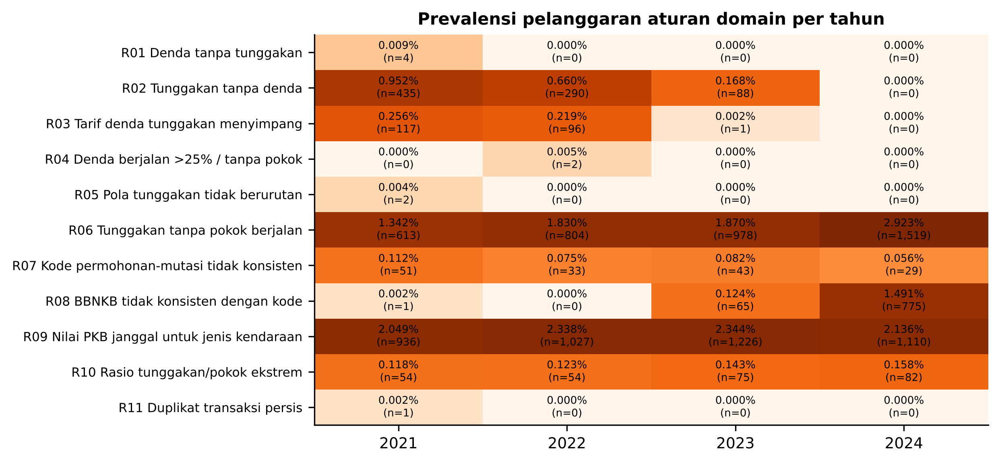 Prevalensi pelanggaran aturan domain per tahun
R01 Denda tanpa tunggakan
0.009%
(n=4)
0.000%
(n=0)
0.000%
(n=0)
0.000%
(n=0)
R02 Tunggakan tanpa denda
0.952%
(n=435)
0.660%
(n=290)
0.168%
(n=88)
0.000%
(n=0)
R03 Tarif denda tunggakan menyimpang
0.256%
(n=117)
0.219%
(n=96)
0.002%
(n=1)
0.000%
(n=0)
R04 Denda berjalan >25% / tanpa pokok
0.000%
(n=0)
0.005%
(n=2)
0.000%
(n=0)
0.000%
(n=0)
R05 Pola tunggakan tidak berurutan
0.004%
(n=2)
0.000%
(n=0)
0.000%
(n=0)
0.000%
(n=0)
R06 Tunggakan tanpa pokok berjalan
1.342%
(n=613)
1.830%
(n=804)
1.870%
(n=978)
2.923%
(n=1,519)
R07 Kode permohonan-mutasi tidak konsisten
0.112%
(n=51)
0.075%
(n=33)
0.082%
(n=43)
0.056%
(n=29)
R08 BBNKB tidak konsisten dengan kode
0.002%
(n=1)
0.000%
(n=0)
0.124%
(n=65)
1.491%
(n=775)
R09 Nilai PKB janggal untuk jenis kendaraan
2.049%
(n=936)
2.338%
(n=1,027)
2.344%
(n=1,226)
2.136%
(n=1,110)
R10 Rasio tunggakan/pokok ekstrem
0.118%
(n=54)
0.123%
(n=54)
0.143%
(n=75)
0.158%
(n=82)
R11 Duplikat transaksi persis
0.002%
(n=1)
0.000%
(n=0)
0.000%
(n=0)
0.000%
(n=0)
2021
2022
2023
2024